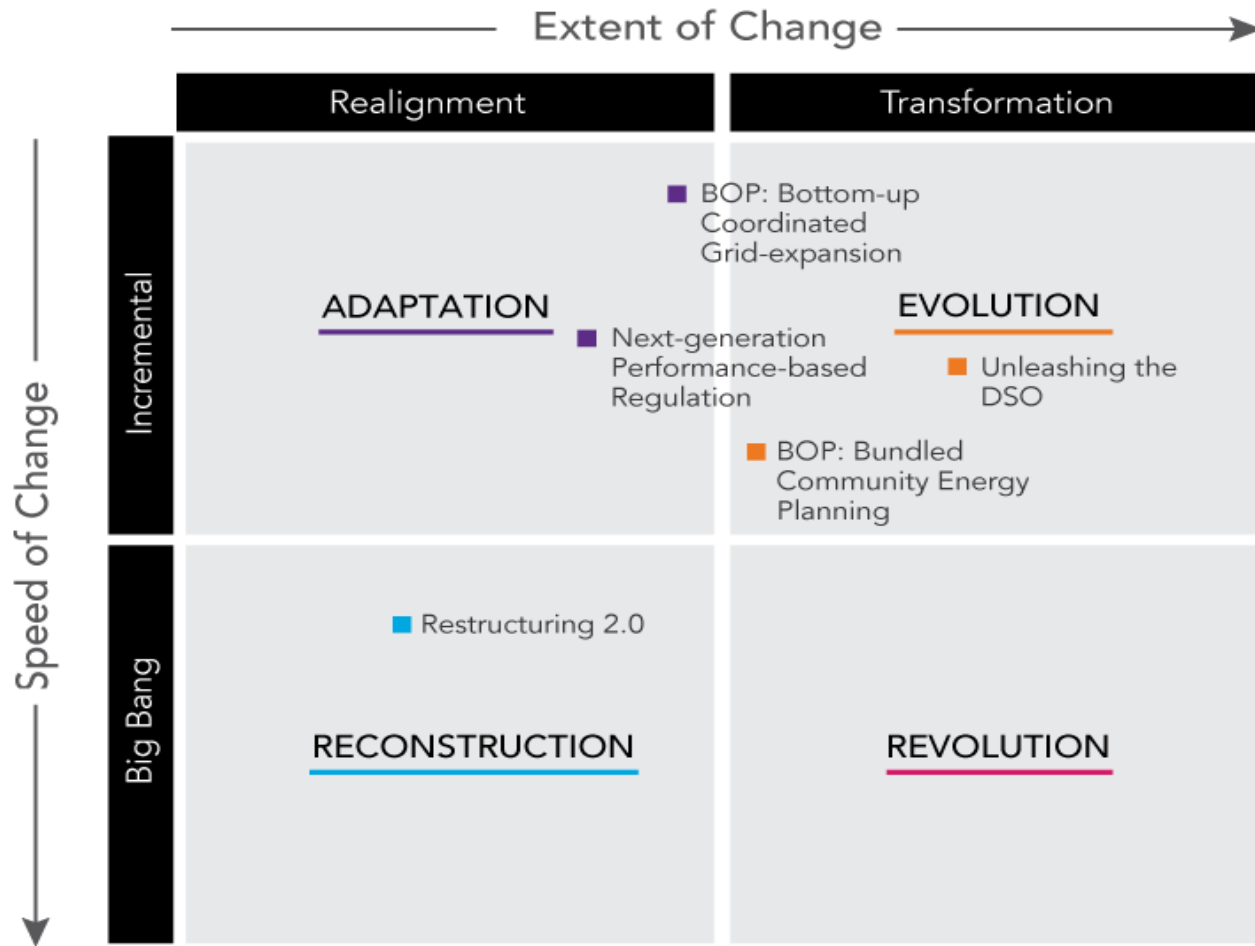 Extent of Change
Realignment
Transformation
Speed of Change
Incremental
BOP: Bottom-up
Coordinated
Grid-expansion
ADAPTATION
EVOLUTION
Next-generation
Performance-based
Regulation
Unleashing the
DSO
BOP: Bundled
Community Energy
Planning
Big Bang
Restructuring 2.0
RECONSTRUCTION
REVOLUTION